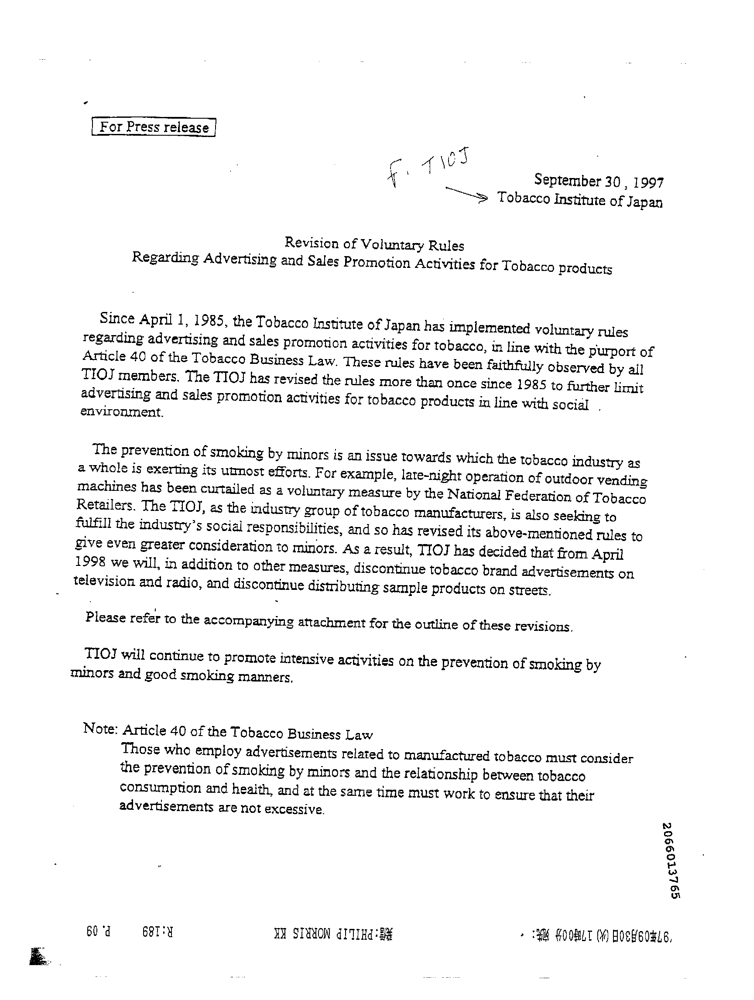 For Press release
F. TIOJ
September 30, 1997
Tobacco Institute of Japan
Revision of Voluntary Rules
Regarding Advertising and Sales Promotion Activities for Tobacco products
Since April 1, 1985, the Tobacco Institute of Japan has implemented voluntary rules
regarding advertising and sales promotion activities for tobacco, in line with the purport of
Article 40 of the Tobacco Business Law. These rules have been faithfully observed by all
TIOJ members. The TIOJ has revised the rules more than once since 1985 to further limit
advertising and sales promotion activities for tobacco products in line with social
environment.
The prevention of smoking by minors is an issue towards which the tobacco industry as
a whole is exerting its utmost efforts. For example, late-night operation of outdoor vending
machines has been curtailed as a voluntary measure by the National Federation of Tobacco
Retailers. The TIOJ, as the industry group of tobacco manufacturers, is also seeking to
fulfill the industry's social responsibilities, and so has revised its above-mentioned rules to
give even greater consideration to minors. As a result, TIOJ has decided that from April
1998 we will, in addition to other measures, discontinue tobacco brand advertisements on
television and radio, and discontinue distributing sample products on streets.
Please refer to the accompanying attachment for the outline of these revisions.
TIOJ will continue to promote intensive activities on the prevention of smoking by
minors and good smoking manners.
Note: Article 40 of the Tobacco Business Law
Those who employ advertisements related to manufactured tobacco must consider
the prevention of smoking by minors and the relationship between tobacco
consumption and health, and at the same time must work to ensure that their
advertisements are not excessive.
2066013765
'97年09月30日(火) 17時00分 宛先:
発信:PHILIP MORRIS KK
R:189
P. 09